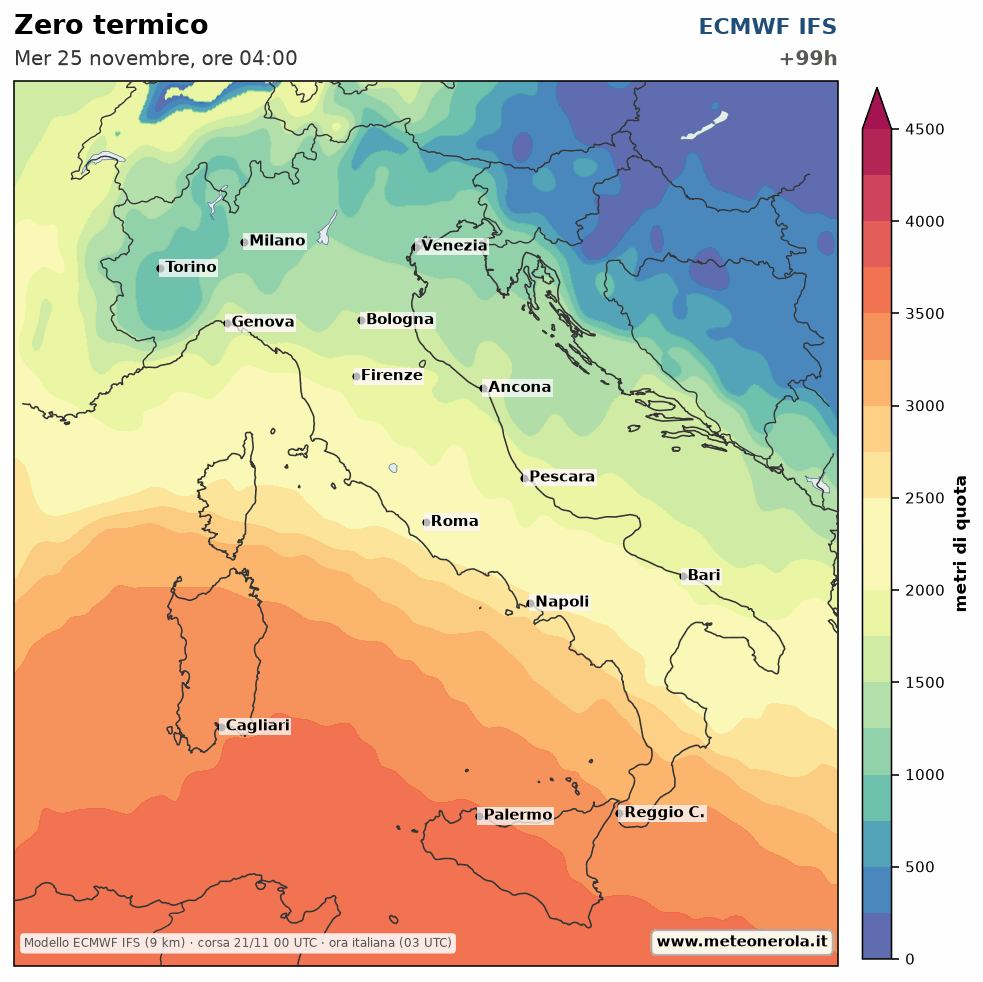 Zero termico
ECMWF IFS
Mer 25 novembre, ore 04:00
+99h
Milano
Venezia
Torino
Genova
Bologna
Firenze
Ancona
Pescara
Roma
Bari
Napoli
Cagliari
Palermo
Reggio C.
4500
4000
3500
3000
2500
2000
1500
1000
500
0
metri di quota
Modello ECMWF IFS (9 km) · corsa 21/11 00 UTC · ora italiana (03 UTC)
www.meteonerola.it